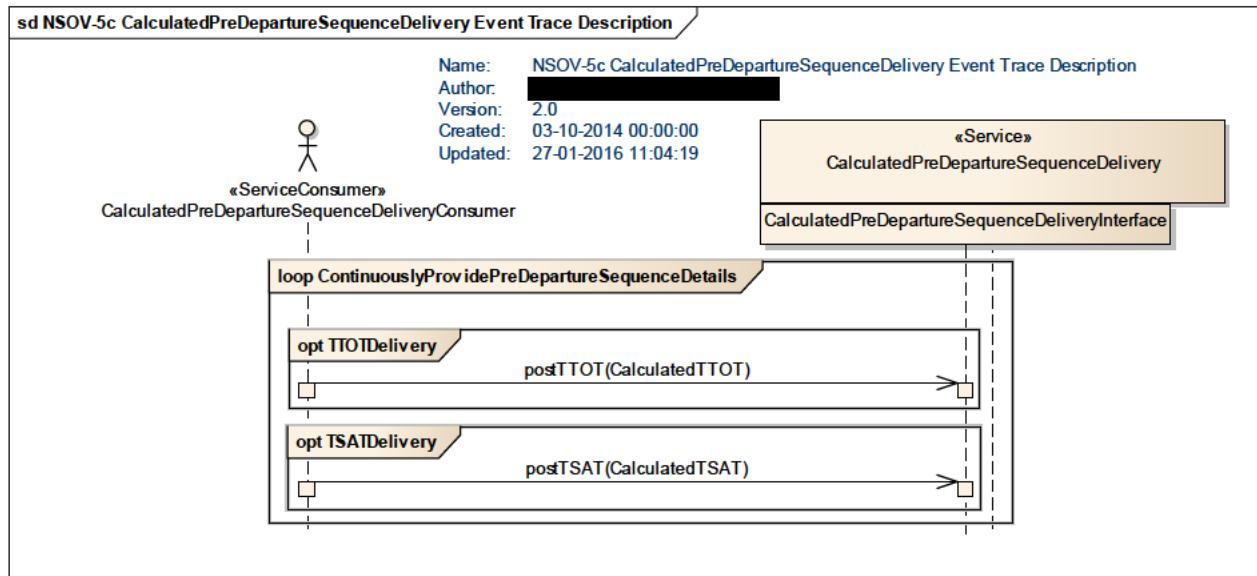 sd NSOV-5c CalculatedPreDepartureSequenceDelivery Event Trace Description
Name: NSOV-5c CalculatedPreDepartureSequenceDelivery Event Trace Description
Author:
Version: 2.0
Created: 03-10-2014 00:00:00
Updated: 27-01-2016 11:04:19
«ServiceConsumer»
CalculatedPreDepartureSequenceDeliveryConsumer
«Service»
CalculatedPreDepartureSequenceDelivery
CalculatedPreDepartureSequenceDeliveryInterface
loop ContinuouslyProvidePreDepartureSequenceDetails
opt TTOTDelivery
postTTOT(CalculatedTTOT)
opt TSATDelivery
postTSAT(CalculatedTSAT)